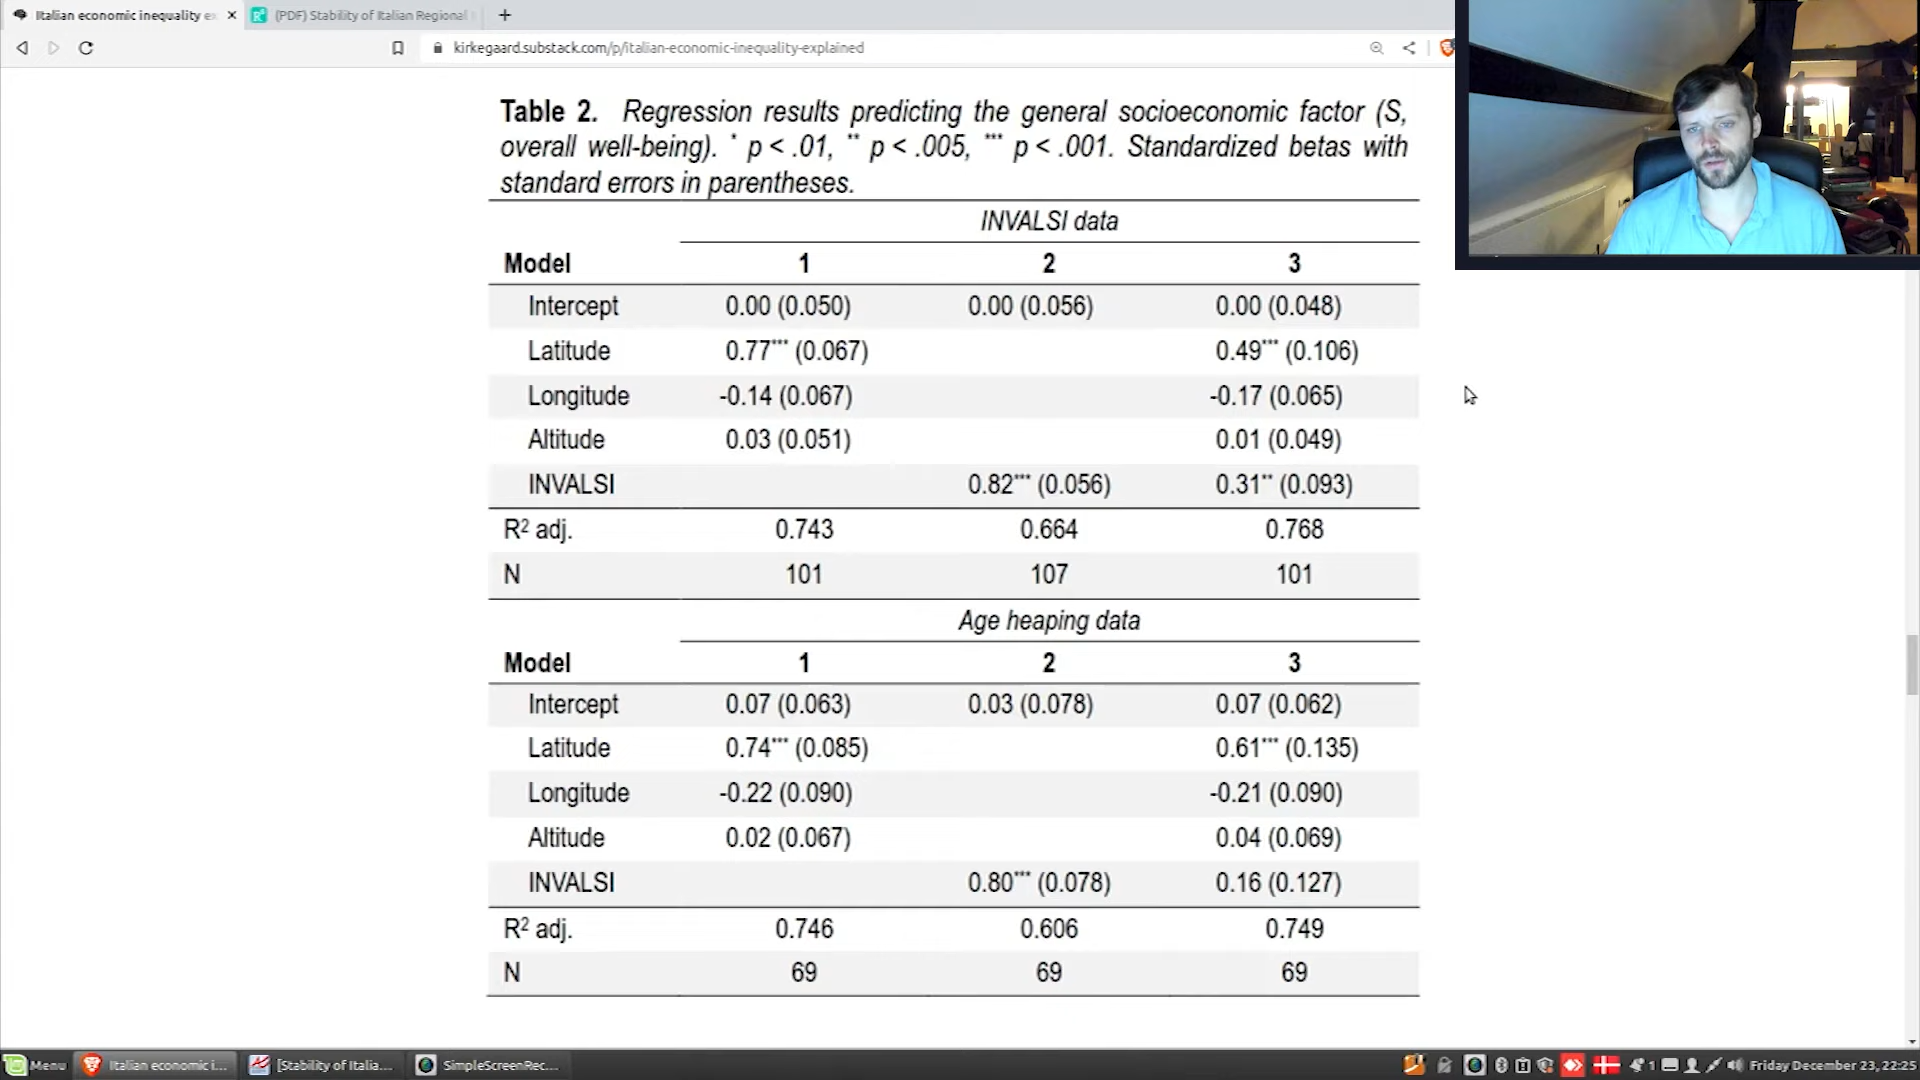 Italian economic inequality ex
(PDF) Stability of Italian Regional
kirkegaard.substack.com/p/italian-economic-inequality-explained
Table 2. Regression results predicting the general socioeconomic factor (S,
overall well-being). * p < .01, ** p < .005, *** p < .001. Standardized betas with
standard errors in parentheses.
INVALSI data
Model 1 2 3
Intercept 0.00 (0.050) 0.00 (0.056) 0.00 (0.048)
Latitude 0.77*** (0.067) 0.49*** (0.106)
Longitude -0.14 (0.067) -0.17 (0.065)
Altitude 0.03 (0.051) 0.01 (0.049)
INVALSI 0.82*** (0.056) 0.31** (0.093)
R² adj. 0.743 0.664 0.768
N 101 107 101
Age heaping data
Model 1 2 3
Intercept 0.07 (0.063) 0.03 (0.078) 0.07 (0.062)
Latitude 0.74*** (0.085) 0.61*** (0.135)
Longitude -0.22 (0.090) -0.21 (0.090)
Altitude 0.02 (0.067) 0.04 (0.069)
INVALSI 0.80*** (0.078) 0.16 (0.127)
R² adj. 0.746 0.606 0.749
N 69 69 69
Menu Italian economic i... [Stability of Italia... SimpleScreenRec... 1 Friday December 23, 22:25